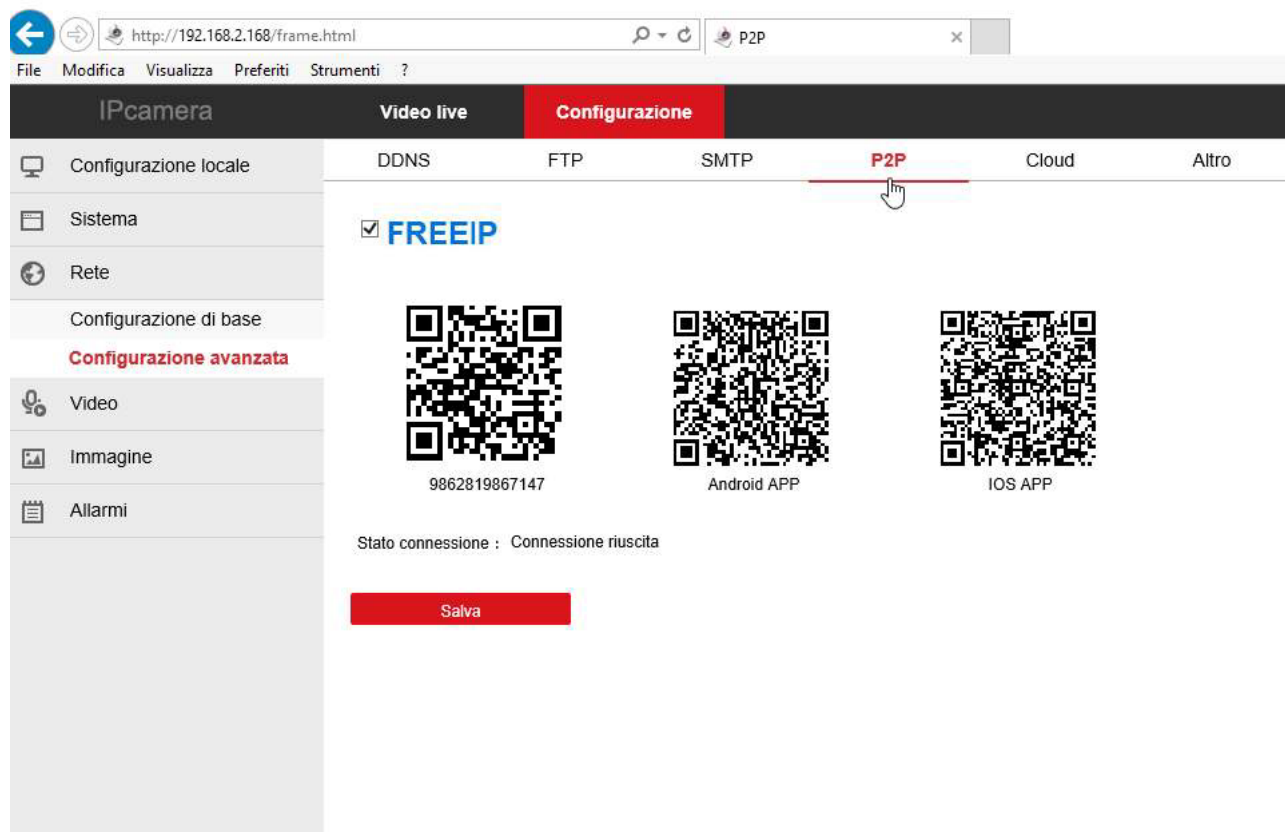 http://192.168.2.168/frame.html P2P
File Modifica Visualizza Preferiti Strumenti ?
IPcamera Video live Configurazione
DDNS FTP SMTP P2P Cloud Altro
Configurazione locale
Sistema
Rete
Configurazione di base
Configurazione avanzata
Video
Immagine
Allarmi
FREEIP
9862819867147 Android APP IOS APP
Stato connessione : Connessione riuscita
Salva